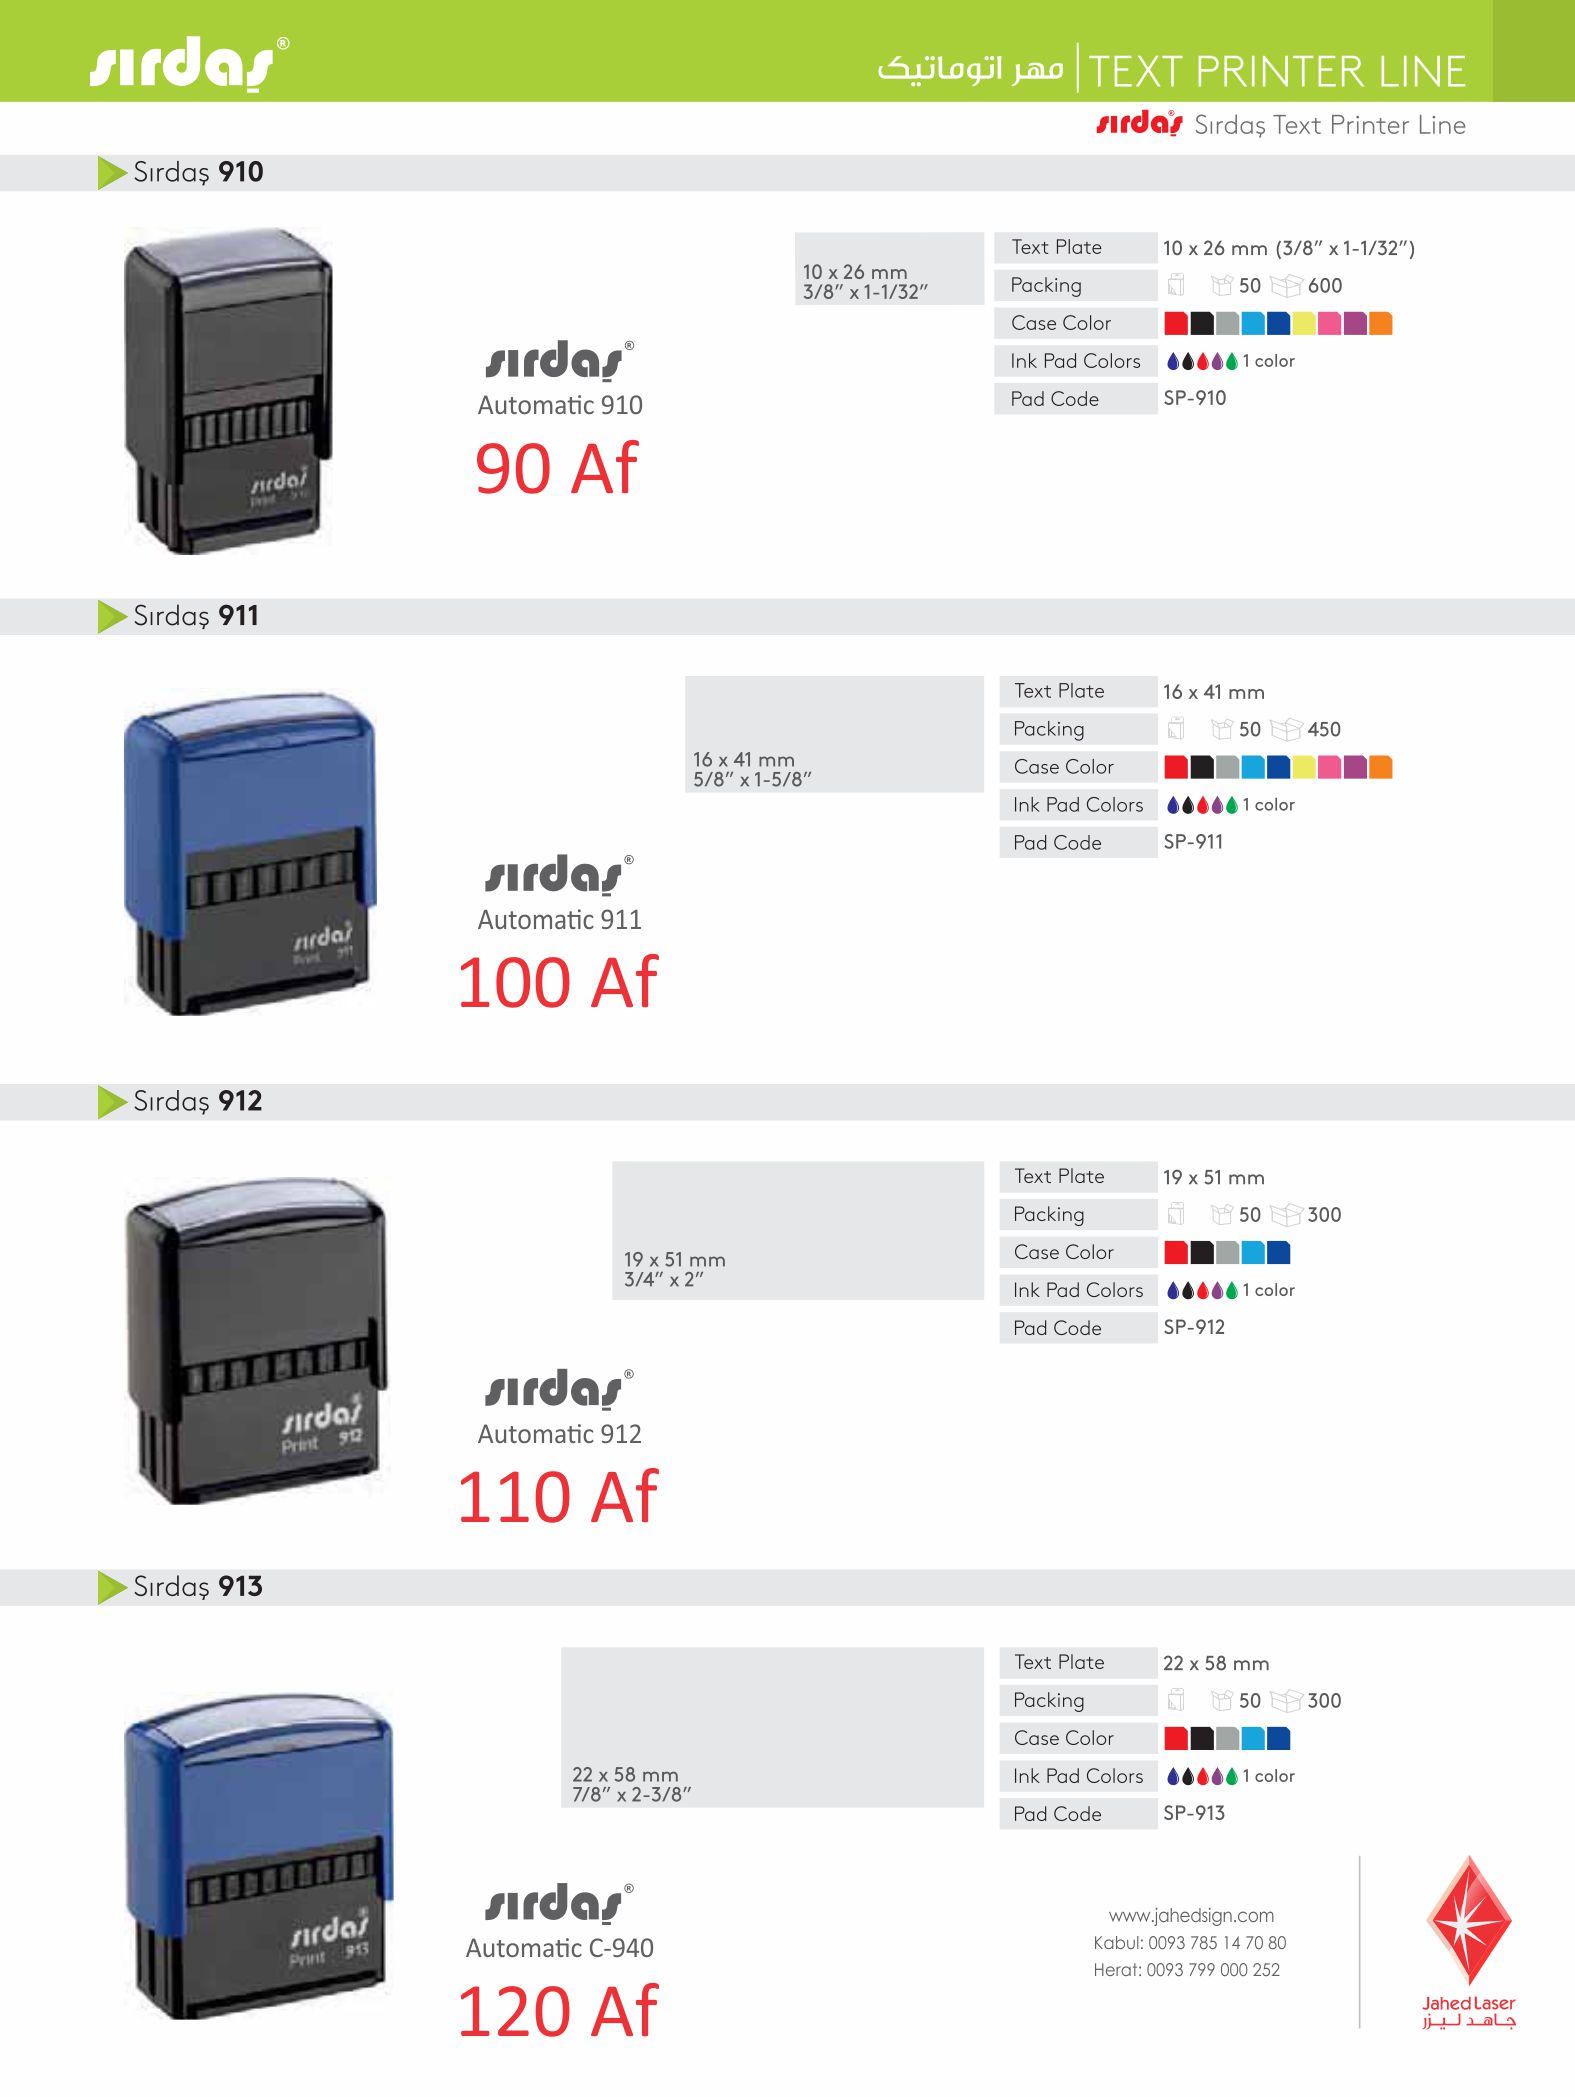 sırdaş®
مهر اتوماتیک | TEXT PRINTER LINE
sırdaş® Sırdaş Text Printer Line
Sırdaş 910
10 x 26 mm
3/8” x 1-1/32”
Text Plate 10 x 26 mm (3/8” x 1-1/32”)
Packing 50 600
Case Color
Ink Pad Colors 1 color
Pad Code SP-910
sırdaş®
Automatic 910
90 Af
sırdaş
Print 910
Sırdaş 911
16 x 41 mm
5/8” x 1-5/8”
Text Plate 16 x 41 mm
Packing 50 450
Case Color
Ink Pad Colors 1 color
Pad Code SP-911
sırdaş®
Automatic 911
100 Af
sırdaş
Print 911
Sırdaş 912
19 x 51 mm
3/4” x 2”
Text Plate 19 x 51 mm
Packing 50 300
Case Color
Ink Pad Colors 1 color
Pad Code SP-912
sırdaş®
Automatic 912
110 Af
sırdaş®
Print 912
Sırdaş 913
22 x 58 mm
7/8” x 2-3/8”
Text Plate 22 x 58 mm
Packing 50 300
Case Color
Ink Pad Colors 1 color
Pad Code SP-913
sırdaş®
Automatic C-940
120 Af
sırdaş
Print 913
www.jahedsign.com
Kabul: 0093 785 14 70 80
Herat: 0093 799 000 252
Jahed Laser
جاهد لیزر